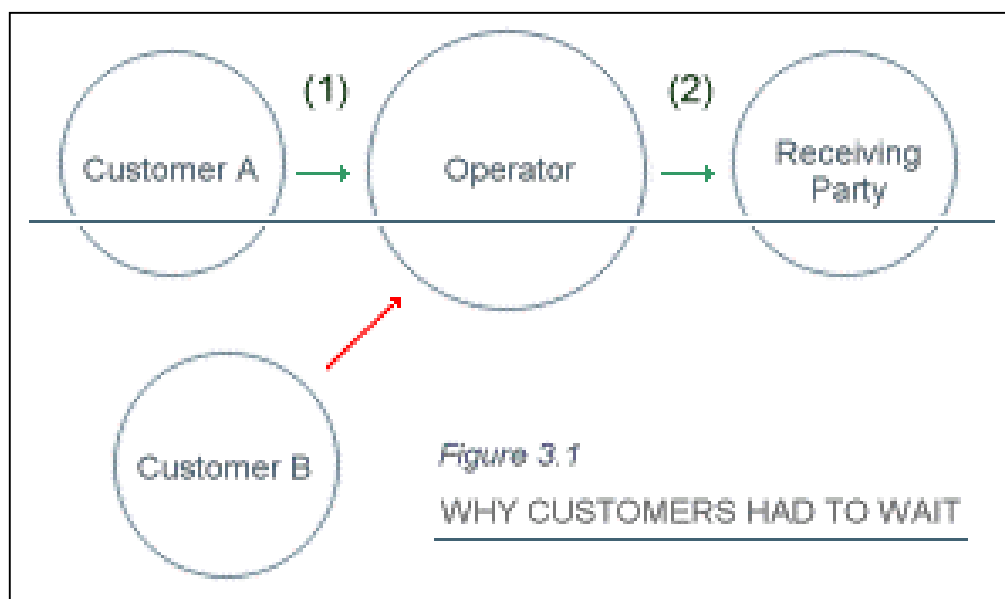 (1)
(2)
Customer A
Operator
Receiving
Party
Customer B
Figure 3.1
WHY CUSTOMERS HAD TO WAIT